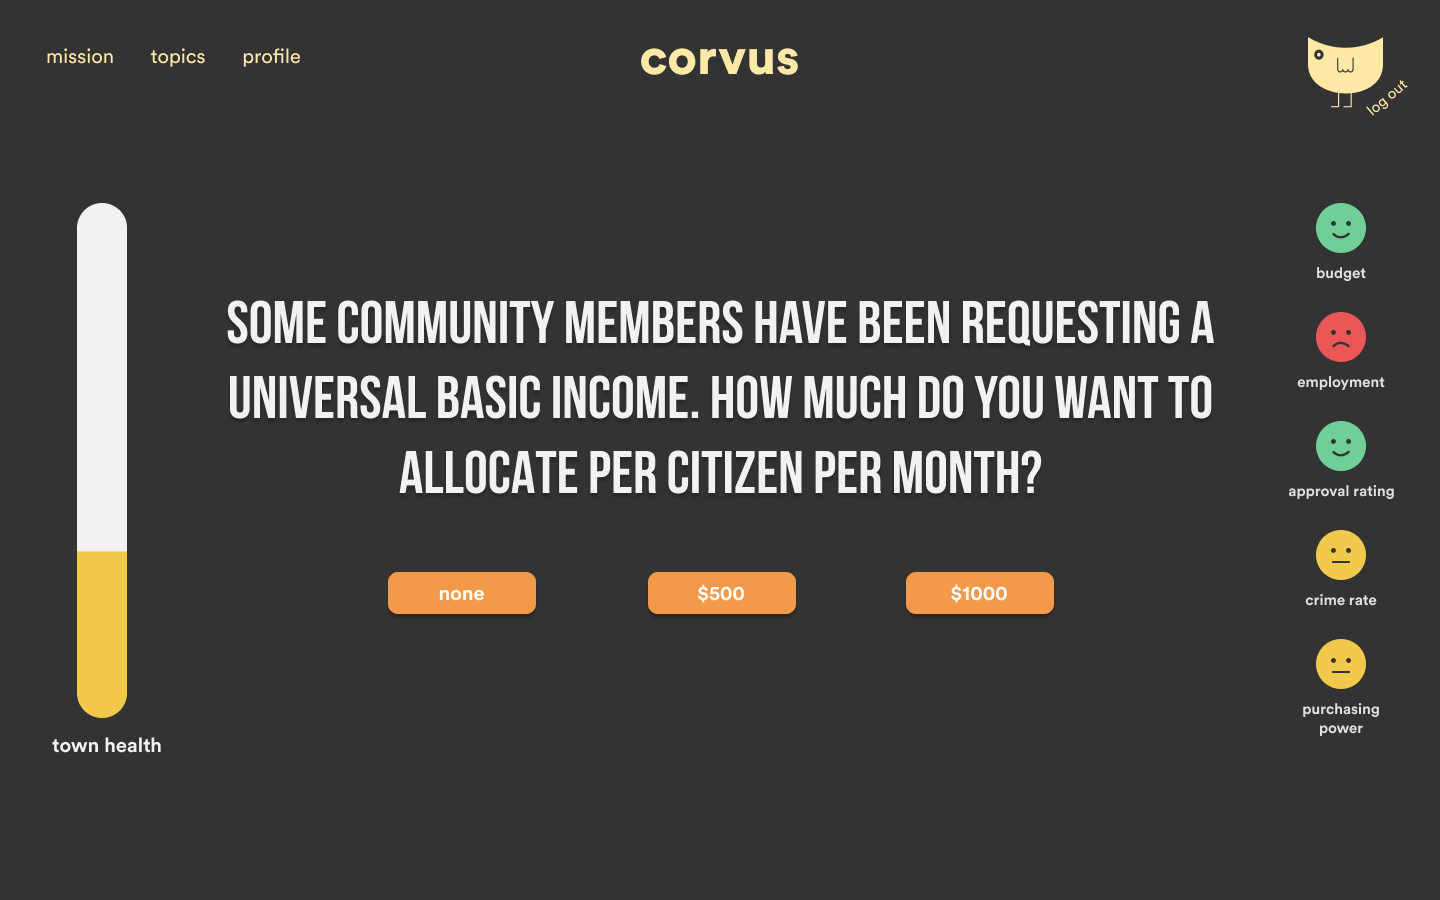 mission
topics
profile
corvus
log out
SOME COMMUNITY MEMBERS HAVE BEEN REQUESTING A
UNIVERSAL BASIC INCOME. HOW MUCH DO YOU WANT TO
ALLOCATE PER CITIZEN PER MONTH?
none
$500
$1000
town health
budget
employment
approval rating
crime rate
purchasing
power